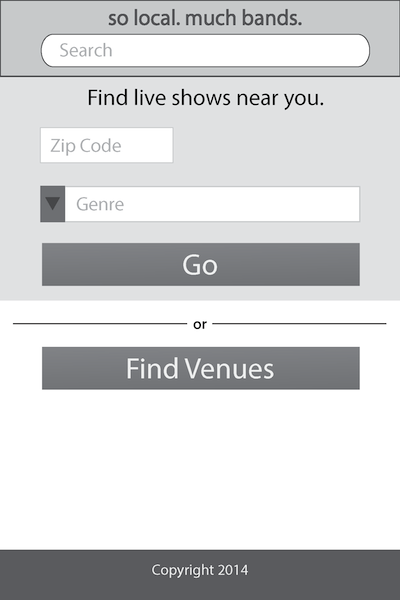 so local. much bands.
Search
Find live shows near you.
Zip Code
Genre
Go
or
Find Venues
Copyright 2014